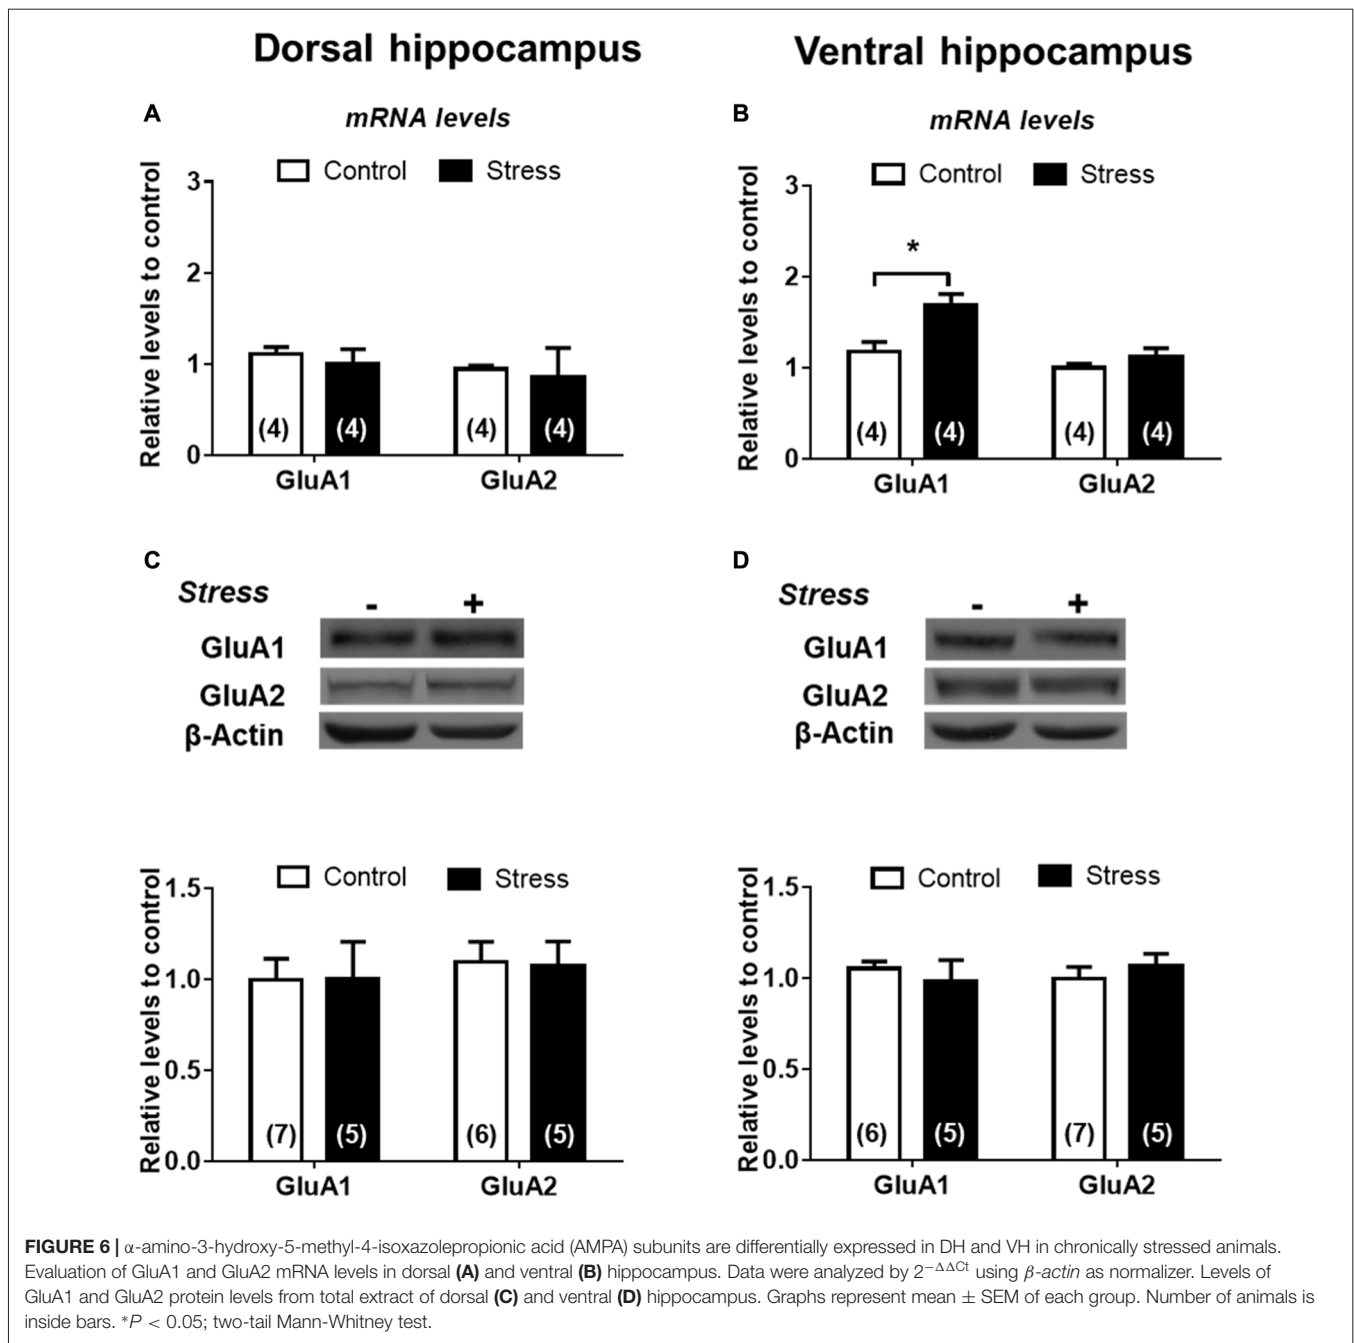 Dorsal hippocampus
Ventral hippocampus
A
mRNA levels
Control Stress
Relative levels to control
3
2
1
0
(4) (4) (4) (4)
GluA1 GluA2
B
mRNA levels
Control Stress
Relative levels to control
3
2
1
0
*
(4) (4) (4) (4)
GluA1 GluA2
C
Stress - +
GluA1
GluA2
β-Actin
Control Stress
Relative levels to control
1.5
1.0
0.5
0.0
(7) (5) (6) (5)
GluA1 GluA2
D
Stress - +
GluA1
GluA2
β-Actin
Control Stress
Relative levels to control
1.5
1.0
0.5
0.0
(6) (5) (7) (5)
GluA1 GluA2
FIGURE 6 | α-amino-3-hydroxy-5-methyl-4-isoxazolepropionic acid (AMPA) subunits are differentially expressed in DH and VH in chronically stressed animals.
Evaluation of GluA1 and GluA2 mRNA levels in dorsal (A) and ventral (B) hippocampus. Data were analyzed by 2−ΔΔCt using β-actin as normalizer. Levels of
GluA1 and GluA2 protein levels from total extract of dorsal (C) and ventral (D) hippocampus. Graphs represent mean ± SEM of each group. Number of animals is
inside bars. *P < 0.05; two-tail Mann-Whitney test.